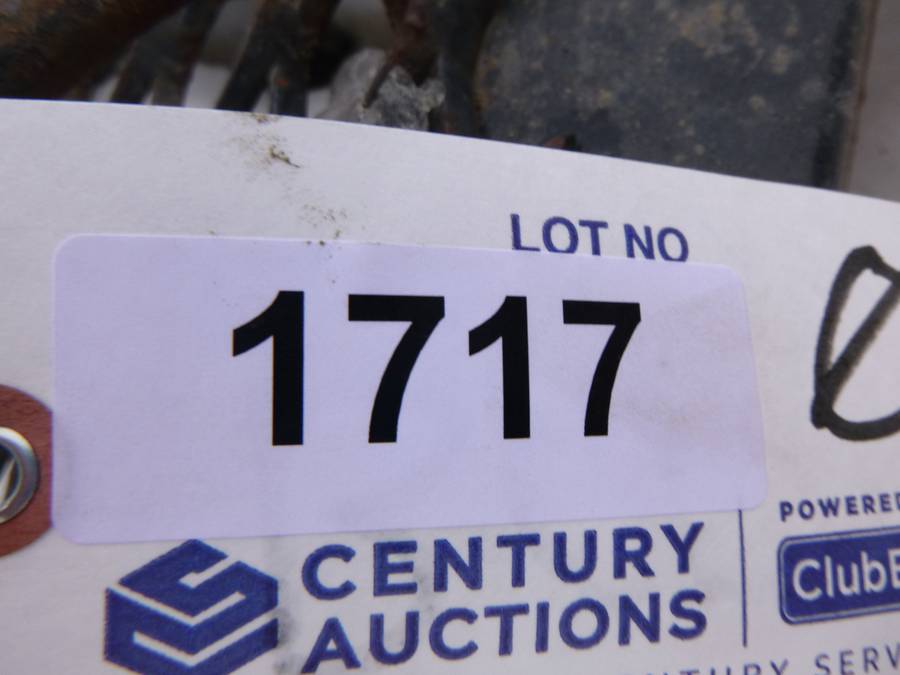 LOT NO
1717
CENTURY
AUCTIONS
POWERED